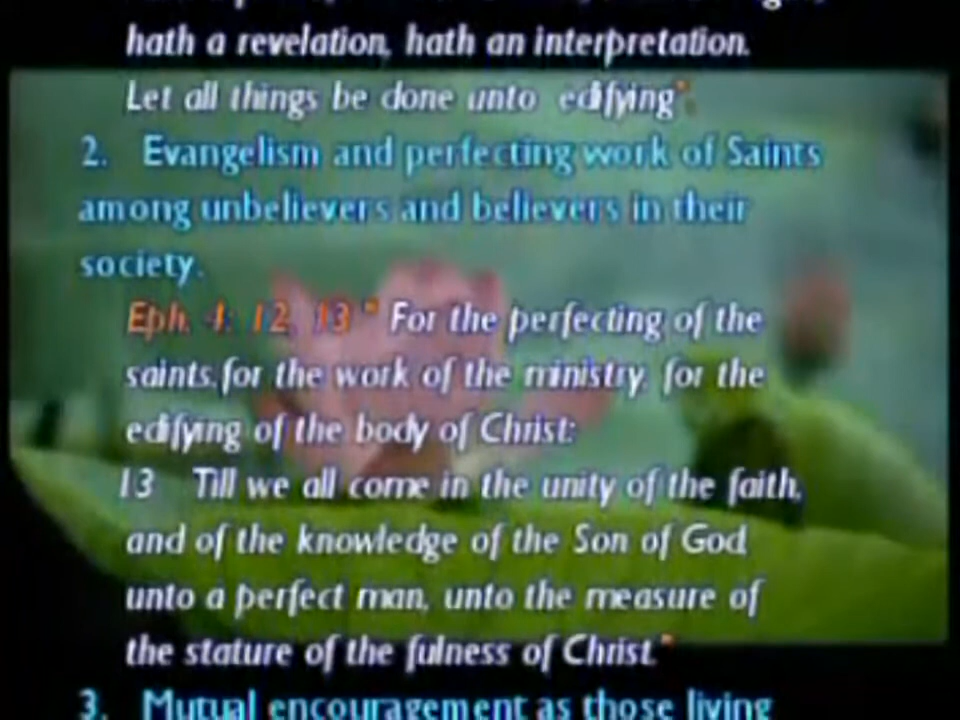 hath a revelation, hath an interpretation.
Let all things be done unto edifying".
2. Evangelism and perfecting work of Saints
among unbelievers and believers in their
society.
Eph. 4: 12, 13 " For the perfecting of the
saints, for the work of the ministry, for the
edifying of the body of Christ:
13 Till we all come in the unity of the faith,
and of the knowledge of the Son of God,
unto a perfect man, unto the measure of
the stature of the fulness of Christ."
3. Mutual encouragement as those living